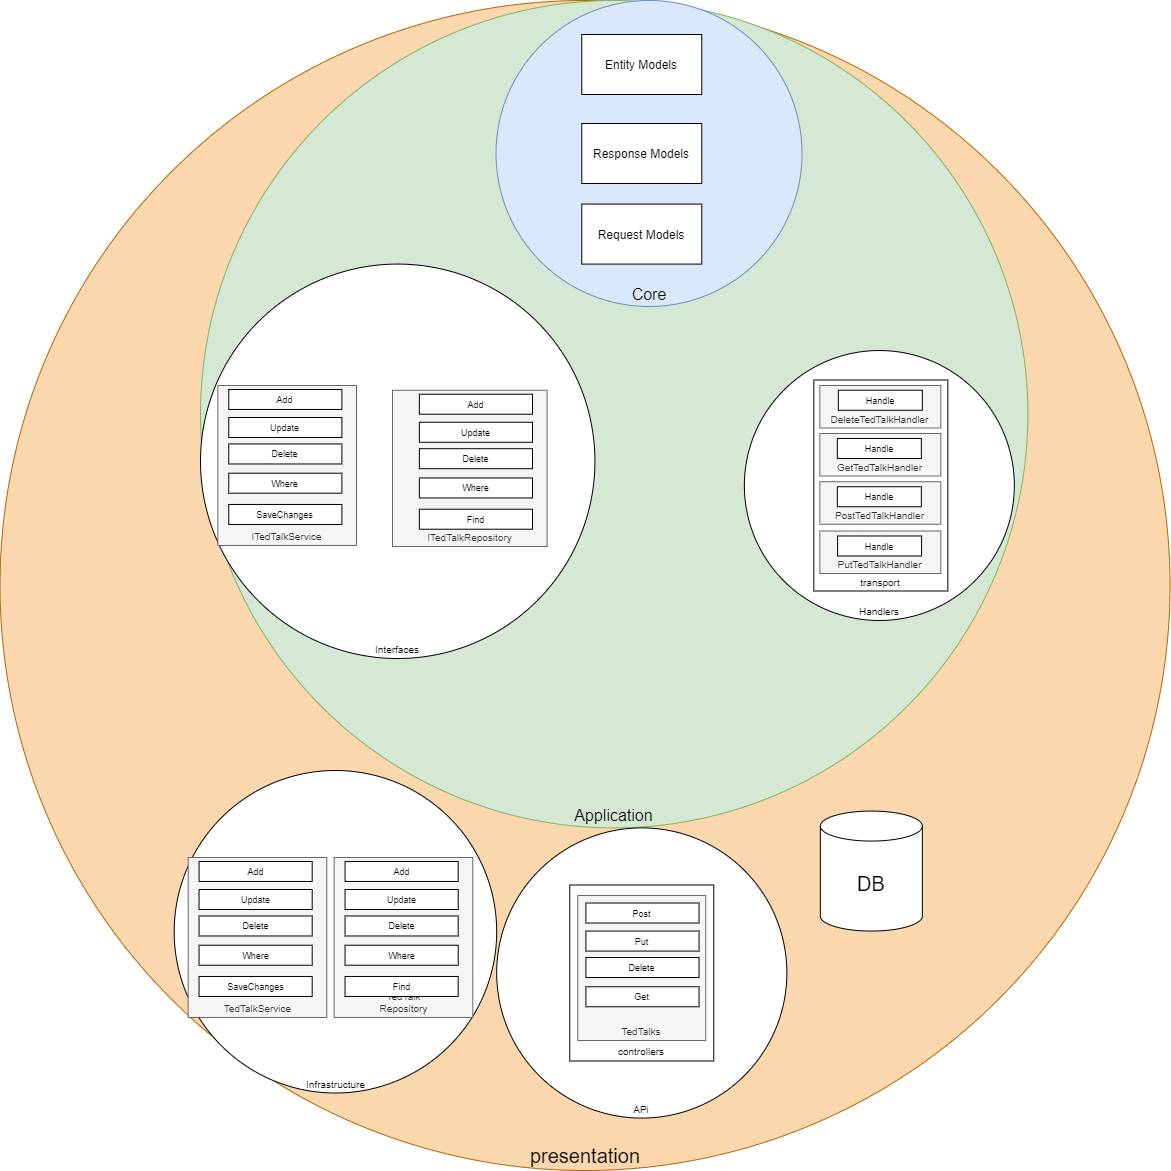 Entity Models
Response Models
Request Models
Core
Add
Update
Delete
Where
SaveChanges
ITedTalkService
Add
Update
Delete
Where
Find
ITedTalkRepository
Interfaces
Handle
DeleteTedTalkHandler
Handle
GetTedTalkHandler
Handle
PostTedTalkHandler
Handle
PutTedTalkHandler
transport
Handlers
Application
Add
Update
Delete
Where
SaveChanges
TedTalkService
Add
Update
Delete
Where
Find
TedTalk
Repository
Infrastructure
Post
Put
Delete
Get
TedTalks
controllers
APi
DB
presentation